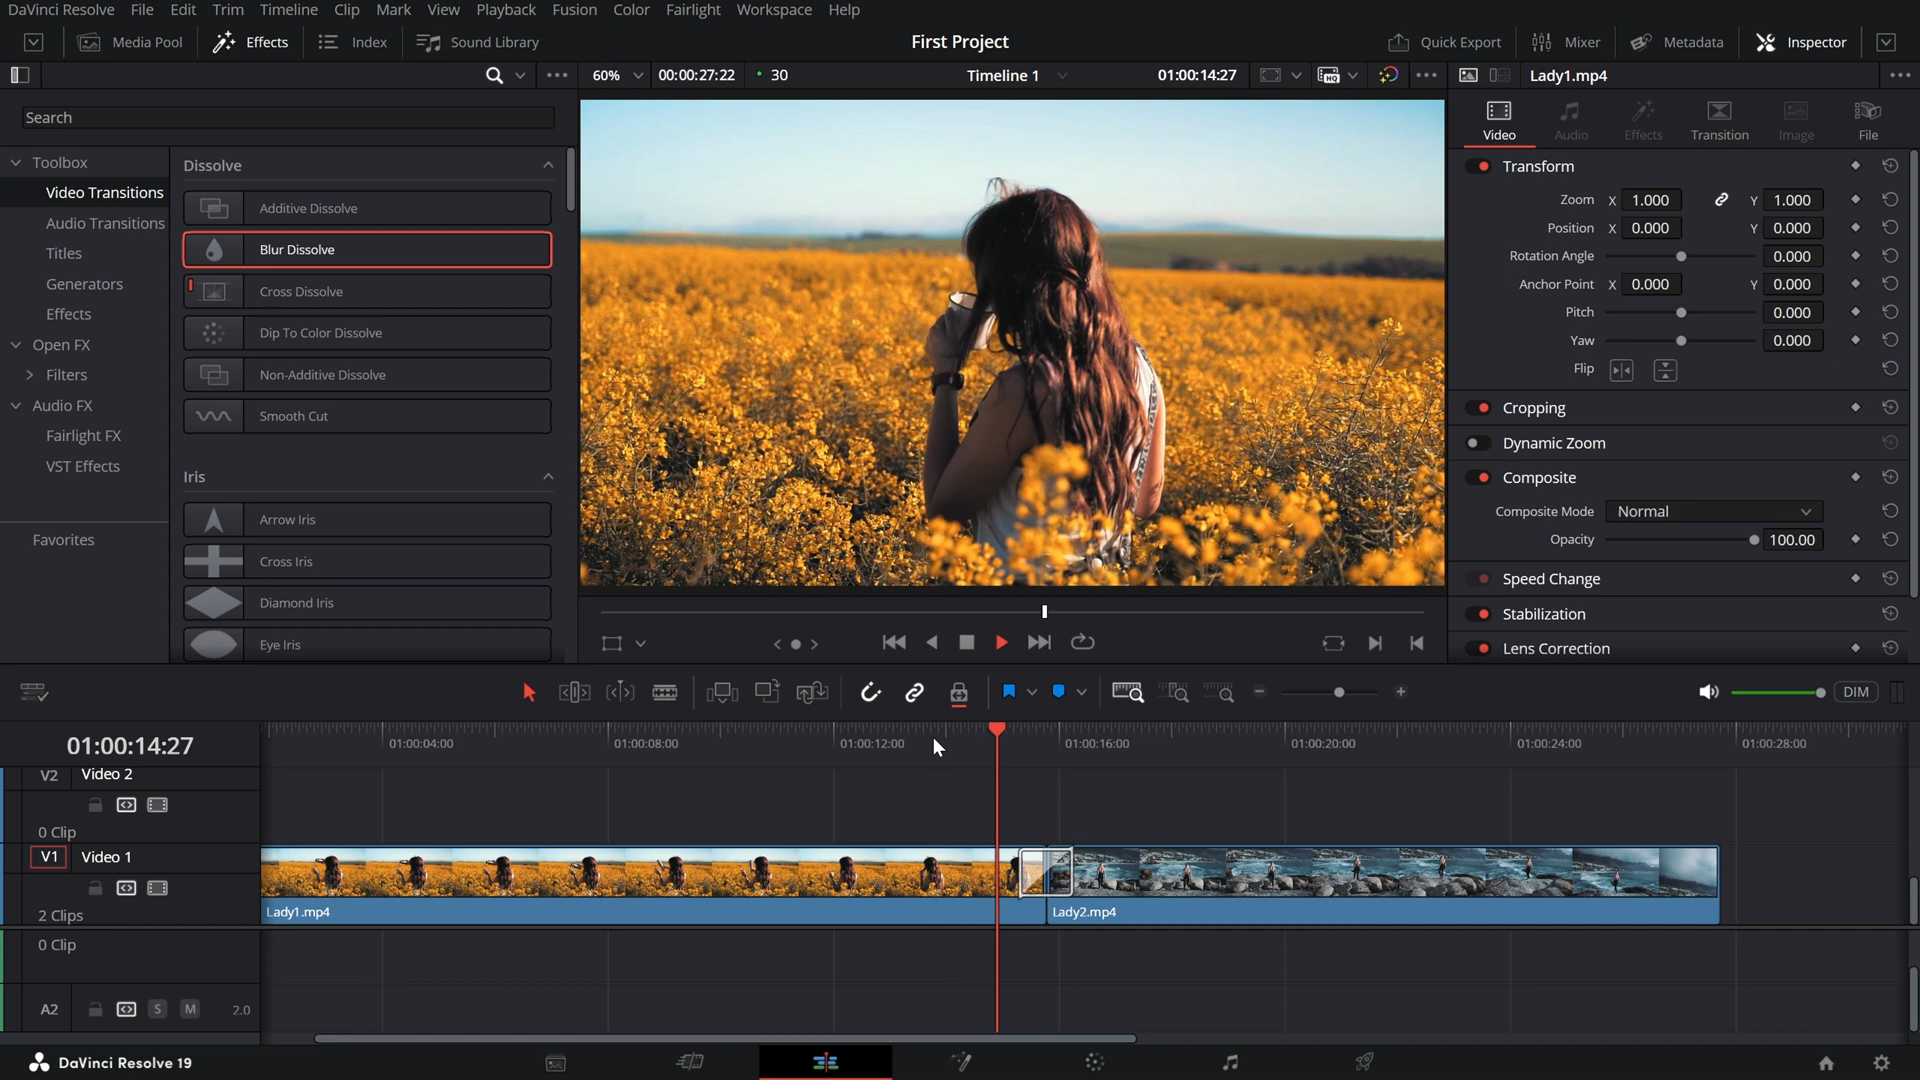 DaVinci Resolve File Edit Trim Timeline Clip Mark View Playback Fusion Color Fairlight Workspace Help
Media Pool Effects Index Sound Library First Project Quick Export Mixer Metadata Inspector
60% 00:00:27:22 30 Timeline 1 01:00:14:27 HQ Lady1.mp4
Search
Video Audio Effects Transition Image File
Toolbox
Video Transitions
Audio Transitions
Titles
Generators
Effects
Open FX
Filters
Audio FX
Fairlight FX
VST Effects
Favorites
Dissolve
Additive Dissolve
Blur Dissolve
Cross Dissolve
Dip To Color Dissolve
Non-Additive Dissolve
Smooth Cut
Iris
Arrow Iris
Cross Iris
Diamond Iris
Eye Iris
Transform
Zoom X 1.000 Y 1.000
Position X 0.000 Y 0.000
Rotation Angle 0.000
Anchor Point X 0.000 Y 0.000
Pitch 0.000
Yaw 0.000
Flip
Cropping
Dynamic Zoom
Composite
Composite Mode Normal
Opacity 100.00
Speed Change
Stabilization
Lens Correction
DIM
01:00:14:27 01:00:04:00 01:00:08:00 01:00:12:00 01:00:16:00 01:00:20:00 01:00:24:00 01:00:28:00
V2 Video 2
0 Clip
V1 Video 1
2 Clips
Lady1.mp4 Lady2.mp4
0 Clip
A2 S M 2.0
DaVinci Resolve 19